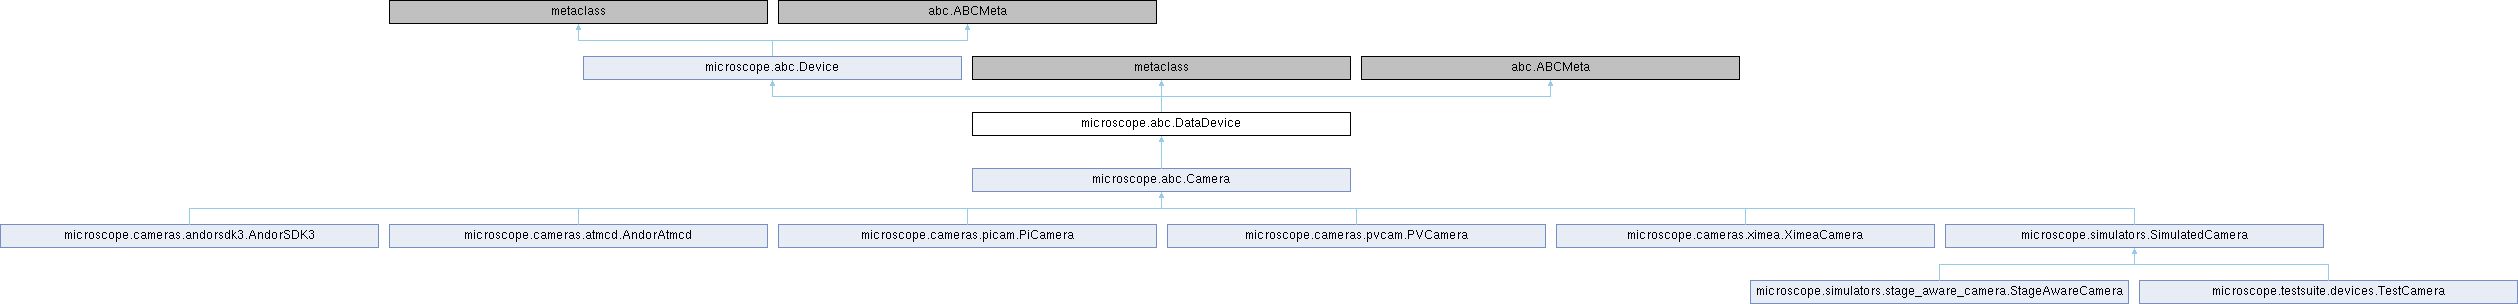 metaclass
abc.ABCMeta
microscope.abc.Device
metaclass
abc.ABCMeta
microscope.abc.DataDevice
microscope.abc.Camera
microscope.cameras.andorsdk3.AndorSDK3
microscope.cameras.atmcd.AndorAtmcd
microscope.cameras.picam.PiCamera
microscope.cameras.pvcam.PVCamera
microscope.cameras.ximea.XimeaCamera
microscope.simulators.SimulatedCamera
microscope.simulators.stage_aware_camera.StageAwareCamera
microscope.testsuite.devices.TestCamera